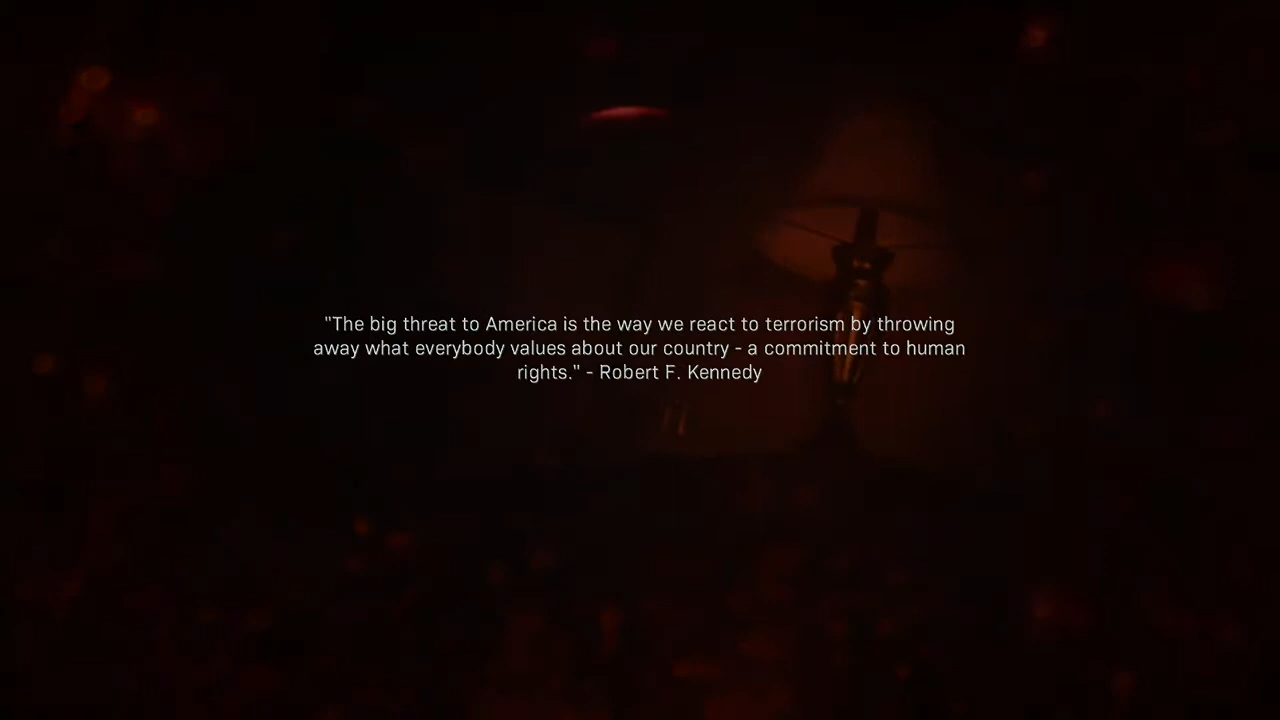 "The big threat to America is the way we react to terrorism by throwing
away what everybody values about our country - a commitment to human
rights." - Robert F. Kennedy